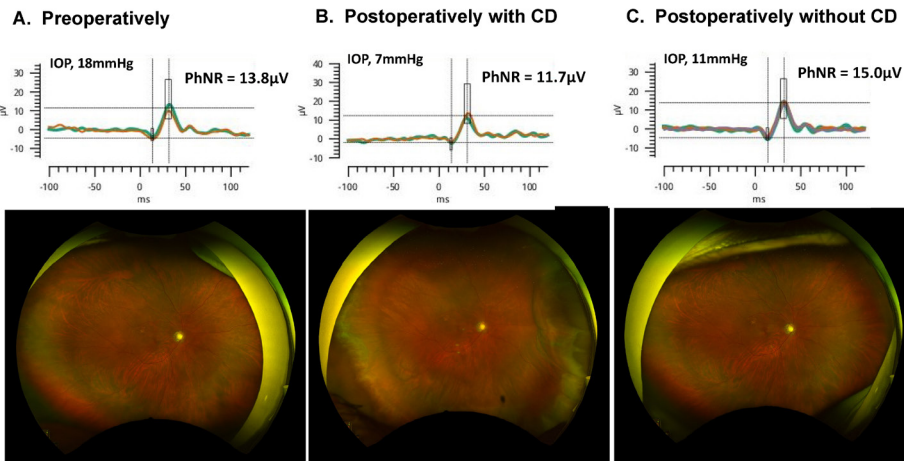 A. Preoperatively
B. Postoperatively with CD
C. Postoperatively without CD
IOP, 18mmHg
PhNR = 13.8μV
μV
30
20
10
0
-10
-100
-50
0
50
100
ms
IOP, 7mmHg
PhNR = 11.7μV
μV
40
30
20
10
0
-10
-100
-50
0
50
100
ms
IOP, 11mmHg
PhNR = 15.0μV
μV
30
20
10
0
-10
-100
-50
0
50
100
ms